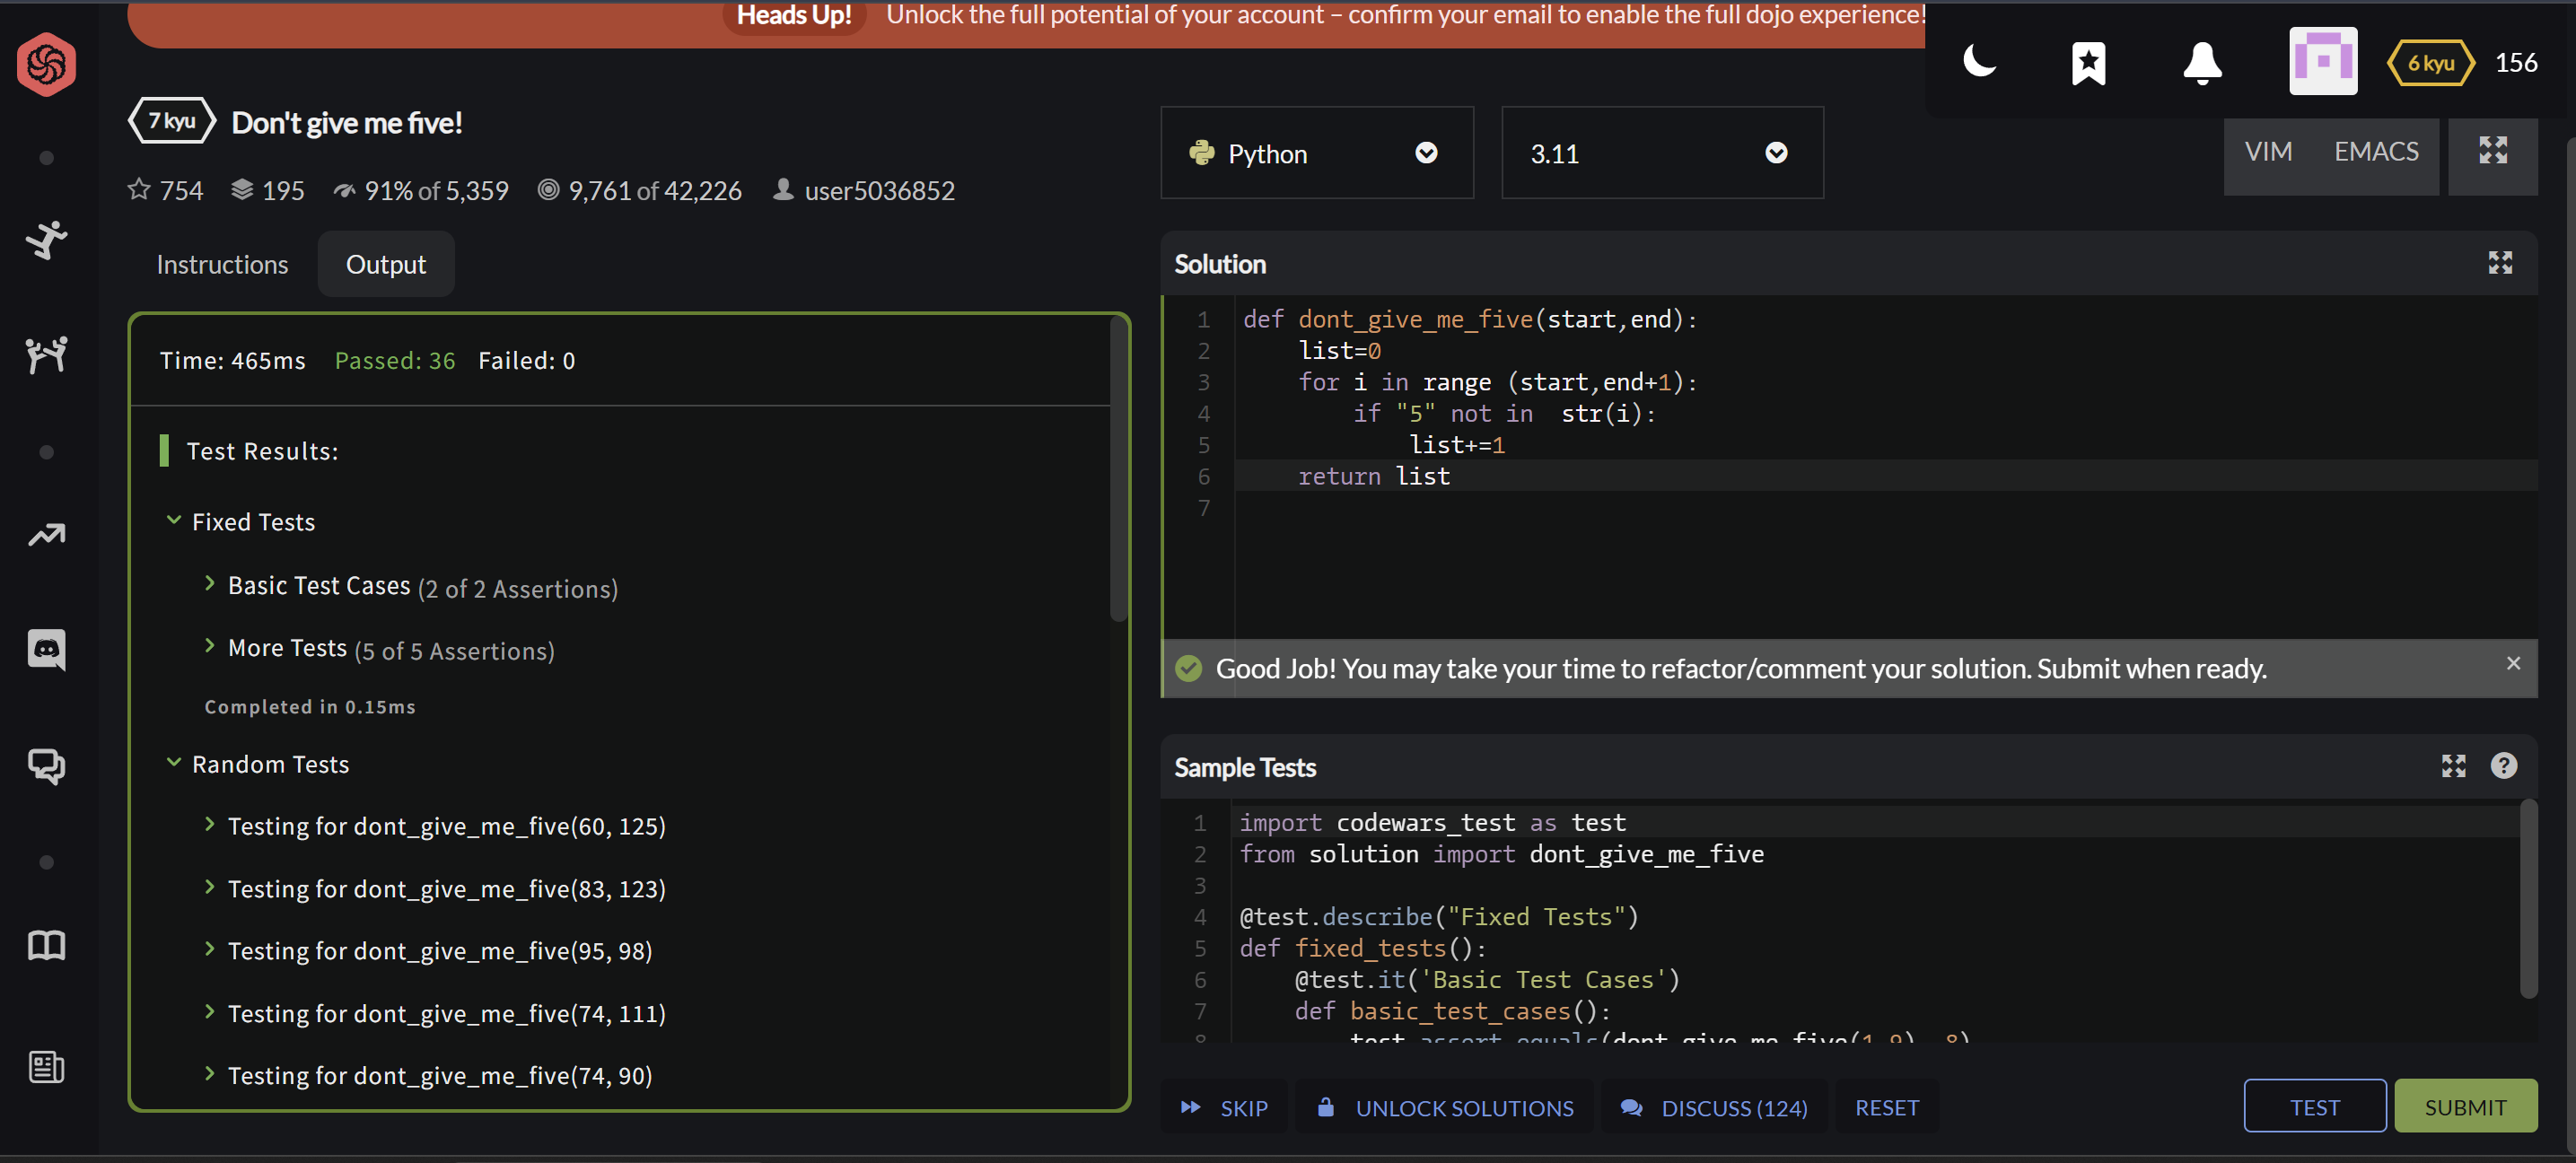 Heads Up! Unlock the full potential of your account – confirm your email to enable the full dojo experience!
6 kyu 156
7 kyu Don't give me five!
754 195 91% of 5,359 9,761 of 42,226 user5036852
Python 3.11 VIM EMACS
Instructions Output
Time: 465ms Passed: 36 Failed: 0
Test Results:
Fixed Tests
Basic Test Cases (2 of 2 Assertions)
More Tests (5 of 5 Assertions)
Completed in 0.15ms
Random Tests
Testing for dont_give_me_five(60, 125)
Testing for dont_give_me_five(83, 123)
Testing for dont_give_me_five(95, 98)
Testing for dont_give_me_five(74, 111)
Testing for dont_give_me_five(74, 90)
Solution
1 def dont_give_me_five(start,end):
2     list=0
3     for i in range (start,end+1):
4         if "5" not in  str(i):
5             list+=1
6     return list
7
Good Job! You may take your time to refactor/comment your solution. Submit when ready.
Sample Tests
1 import codewars_test as test
2 from solution import dont_give_me_five
3
4 @test.describe("Fixed Tests")
5 def fixed_tests():
6     @test.it('Basic Test Cases')
7     def basic_test_cases():
8         test.assert_equals(dont_give_me_five(1,9), 8)
SKIP UNLOCK SOLUTIONS DISCUSS (124) RESET TEST SUBMIT